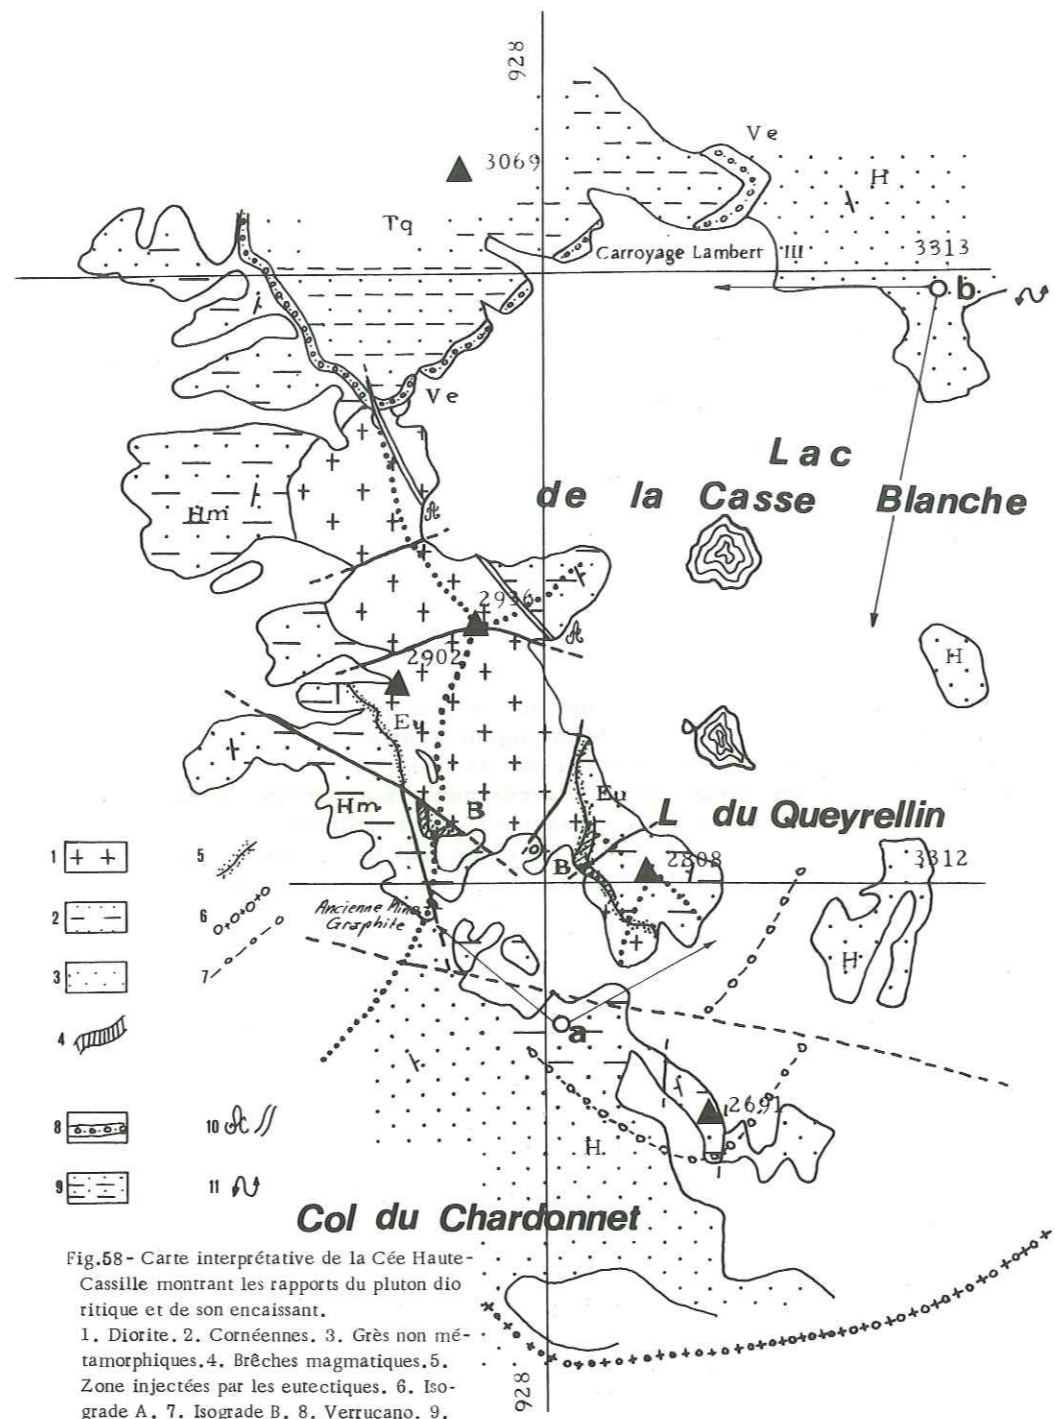 928
Ve
3069
H
Tq
Carroyage Lambert III
3313
b
Ve
Lac
de la Casse Blanche
Hm
A
2936
A
H
2902
Eu
Eu
Hm
B
L du Queyrellin
B
2808
3312
1
5
Ancienne Mine
Graphite
2
6
H
3
7
a
4
2691
H
8
10
9
11
Col du Chardonnet
Fig.58- Carte interprétative de la Cée Haute-
Cassille montrant les rapports du pluton dio
ritique et de son encaissant.
1. Diorite. 2. Cornéennes. 3. Grès non mé-
tamorphiques. 4. Brêches magmatiques. 5.
Zone injectées par les eutectiques. 6. Iso-
grade A. 7. Isograde B. 8. Verrucano. 9.
928